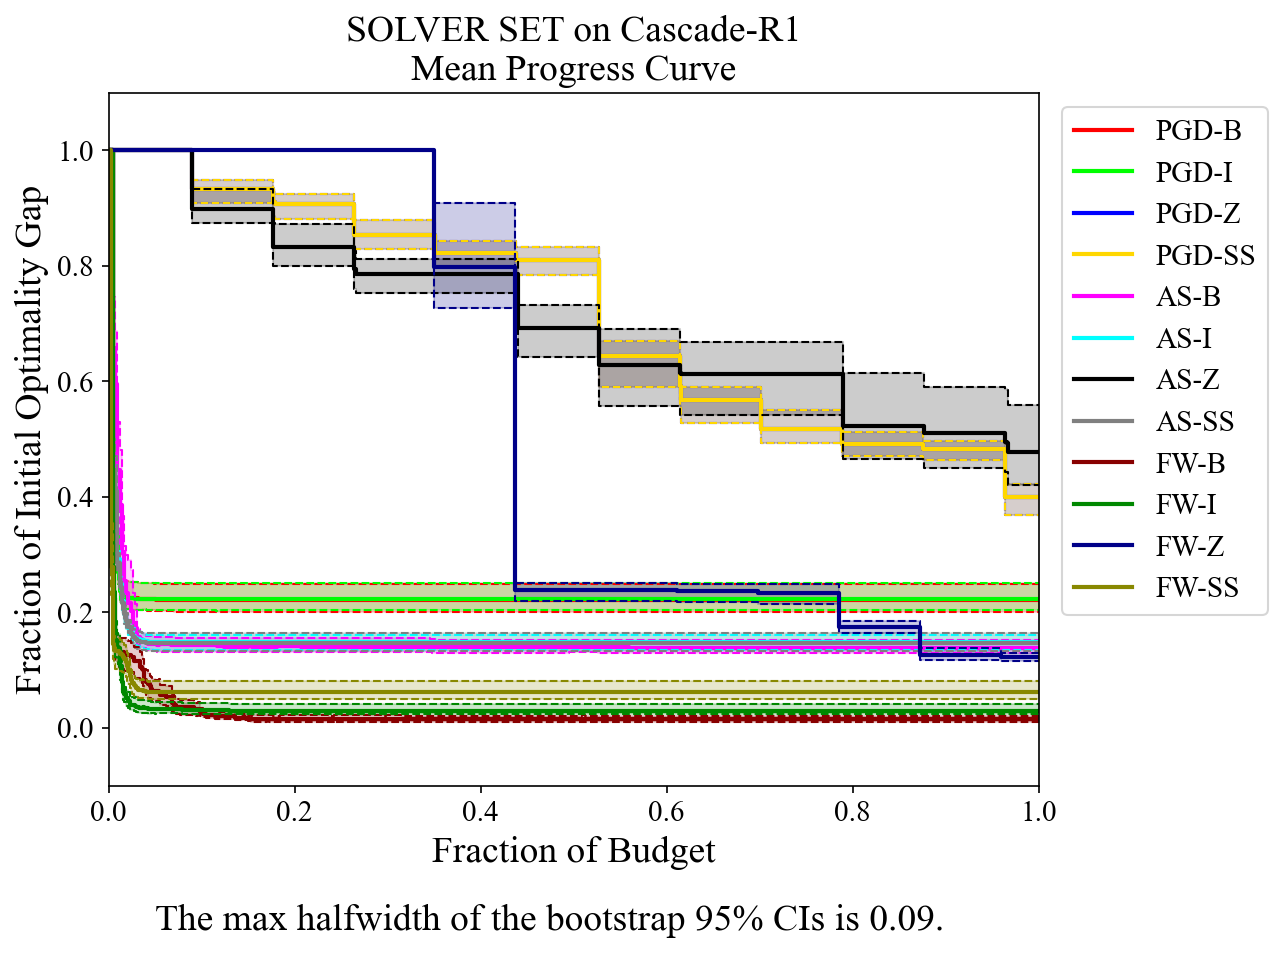 SOLVER SET on Cascade-R1
Mean Progress Curve
Fraction of Initial Optimality Gap
1.0
0.8
0.6
0.4
0.2
0.0
0.0 0.2 0.4 0.6 0.8 1.0
Fraction of Budget
PGD-B
PGD-I
PGD-Z
PGD-SS
AS-B
AS-I
AS-Z
AS-SS
FW-B
FW-I
FW-Z
FW-SS
The max halfwidth of the bootstrap 95% CIs is 0.09.